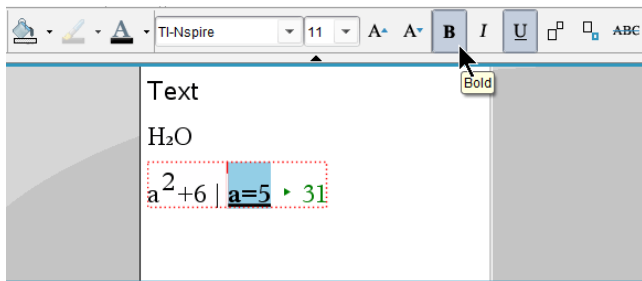 A TI-Nspire 11 A A B I U ABC
Bold
Text
H₂O
a²+6 | a=5 ▸ 31